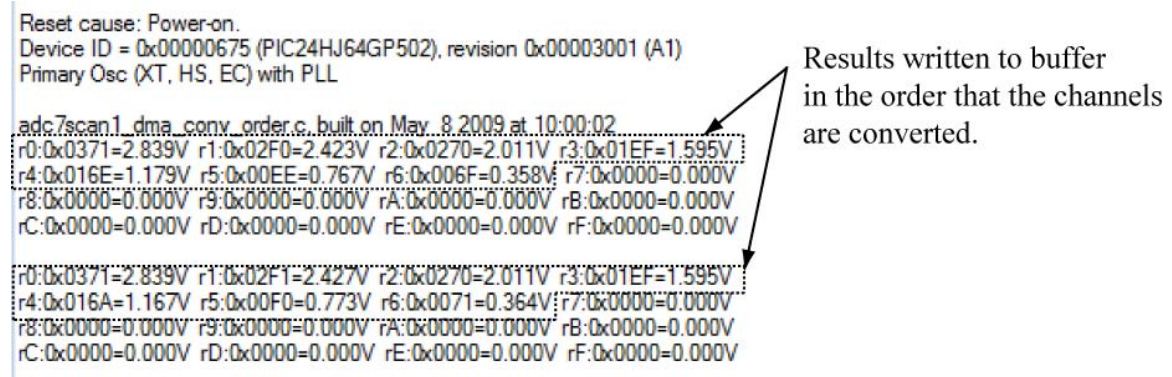 Reset cause: Power-on.
Device ID = 0x00000675 (PIC24HJ64GP502), revision 0x00003001 (A1)
Primary Osc (XT, HS, EC) with PLL
adc7scan1_dma_conv_order.c, built on May 8 2009 at 10:00:02
r0:0x0371=2.839V r1:0x02F0=2.423V r2:0x0270=2.011V r3:0x01EF=1.595V
r4:0x016E=1.179V r5:0x00EE=0.767V r6:0x006F=0.358V r7:0x0000=0.000V
r8:0x0000=0.000V r9:0x0000=0.000V rA:0x0000=0.000V rB:0x0000=0.000V
rC:0x0000=0.000V rD:0x0000=0.000V rE:0x0000=0.000V rF:0x0000=0.000V
r0:0x0371=2.839V r1:0x02F1=2.427V r2:0x0270=2.011V r3:0x01EF=1.595V
r4:0x016A=1.167V r5:0x00F0=0.773V r6:0x0071=0.364V r7:0x0000=0.000V
r8:0x0000=0.000V r9:0x0000=0.000V rA:0x0000=0.000V rB:0x0000=0.000V
rC:0x0000=0.000V rD:0x0000=0.000V rE:0x0000=0.000V rF:0x0000=0.000V
Results written to buffer
in the order that the channels
are converted.